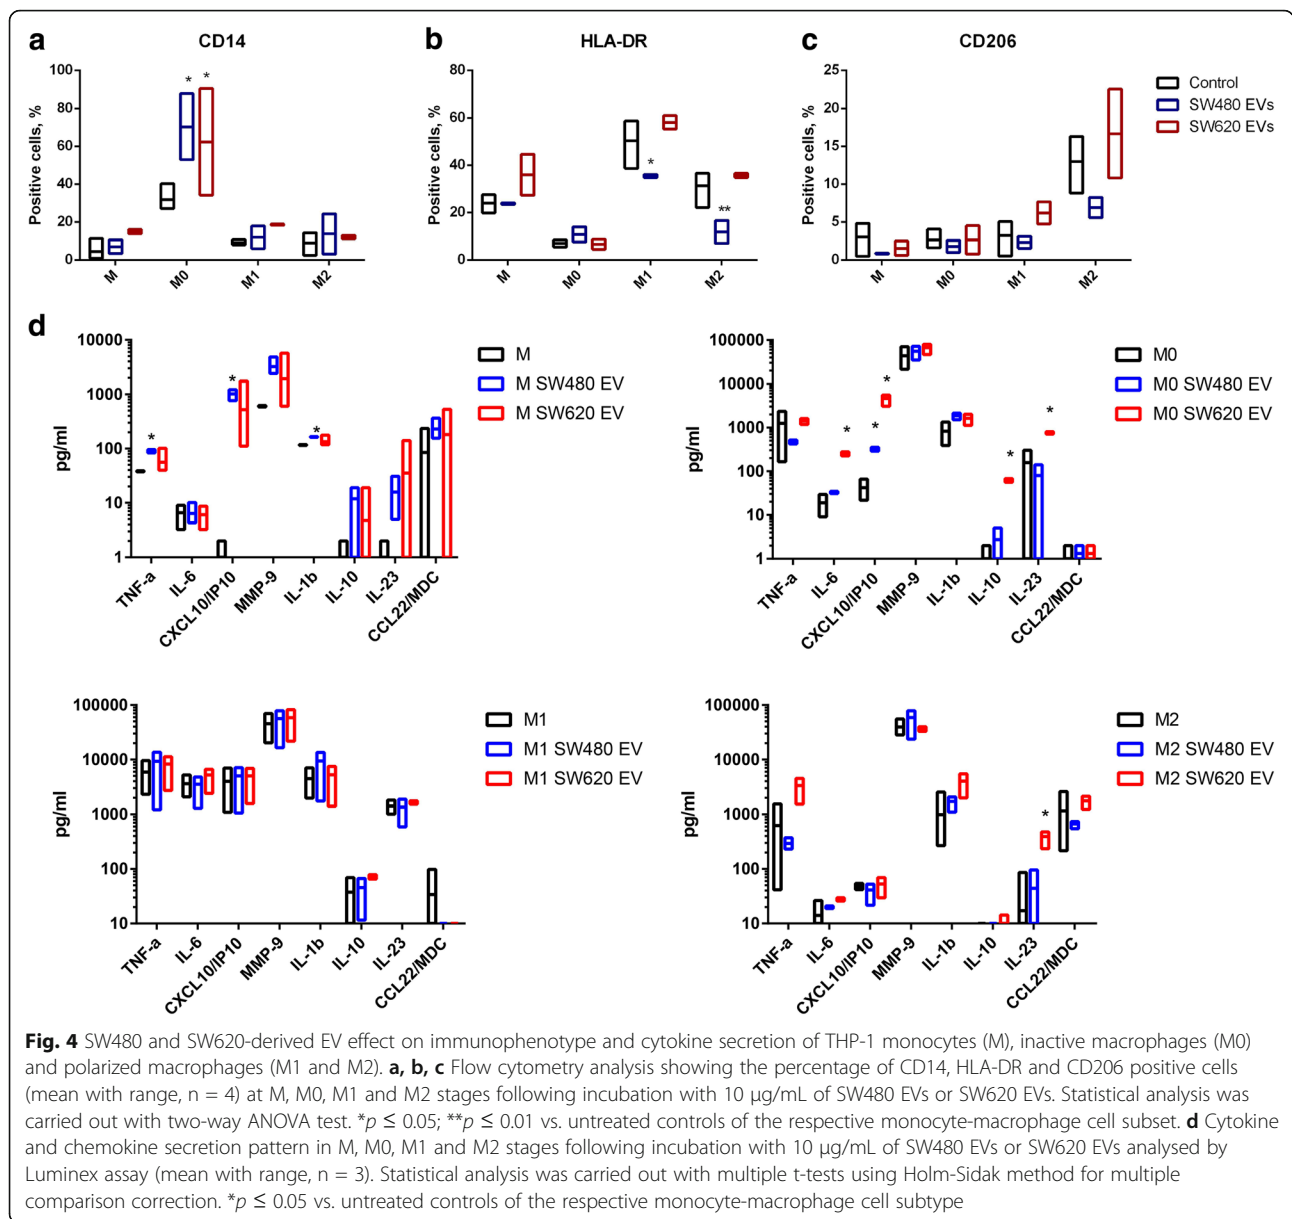 a
CD14
Positive cells, %
100
80
60
40
20
0
* *
M M0 M1 M2
b
HLA-DR
Positive cells, %
80
60
40
20
0
* **
M M0 M1 M2
c
CD206
Positive cells, %
25
20
15
10
5
0
M M0 M1 M2
Control
SW480 EVs
SW620 EVs
d
pg/ml
10000
1000
100
10
1
* * *
TNF-a IL-6 CXCL10/IP10 MMP-9 IL-1b IL-10 IL-23 CCL22/MDC
M
M SW480 EV
M SW620 EV
pg/ml
100000
10000
1000
100
10
1
* * * * *
TNF-a IL-6 CXCL10/IP10 MMP-9 IL-1b IL-10 IL-23 CCL22/MDC
M0
M0 SW480 EV
M0 SW620 EV
pg/ml
100000
10000
1000
100
10
TNF-a IL-6 CXCL10/IP10 MMP-9 IL-1b IL-10 IL-23 CCL22/MDC
M1
M1 SW480 EV
M1 SW620 EV
pg/ml
100000
10000
1000
100
10
*
TNF-a IL-6 CXCL10/IP10 MMP-9 IL-1b IL-10 IL-23 CCL22/MDC
M2
M2 SW480 EV
M2 SW620 EV
Fig. 4 SW480 and SW620-derived EV effect on immunophenotype and cytokine secretion of THP-1 monocytes (M), inactive macrophages (M0)
and polarized macrophages (M1 and M2). a, b, c Flow cytometry analysis showing the percentage of CD14, HLA-DR and CD206 positive cells
(mean with range, n = 4) at M, M0, M1 and M2 stages following incubation with 10 μg/mL of SW480 EVs or SW620 EVs. Statistical analysis was
carried out with two-way ANOVA test. *p ≤ 0.05; **p ≤ 0.01 vs. untreated controls of the respective monocyte-macrophage cell subset. d Cytokine
and chemokine secretion pattern in M, M0, M1 and M2 stages following incubation with 10 μg/mL of SW480 EVs or SW620 EVs analysed by
Luminex assay (mean with range, n = 3). Statistical analysis was carried out with multiple t-tests using Holm-Sidak method for multiple
comparison correction. *p ≤ 0.05 vs. untreated controls of the respective monocyte-macrophage cell subtype